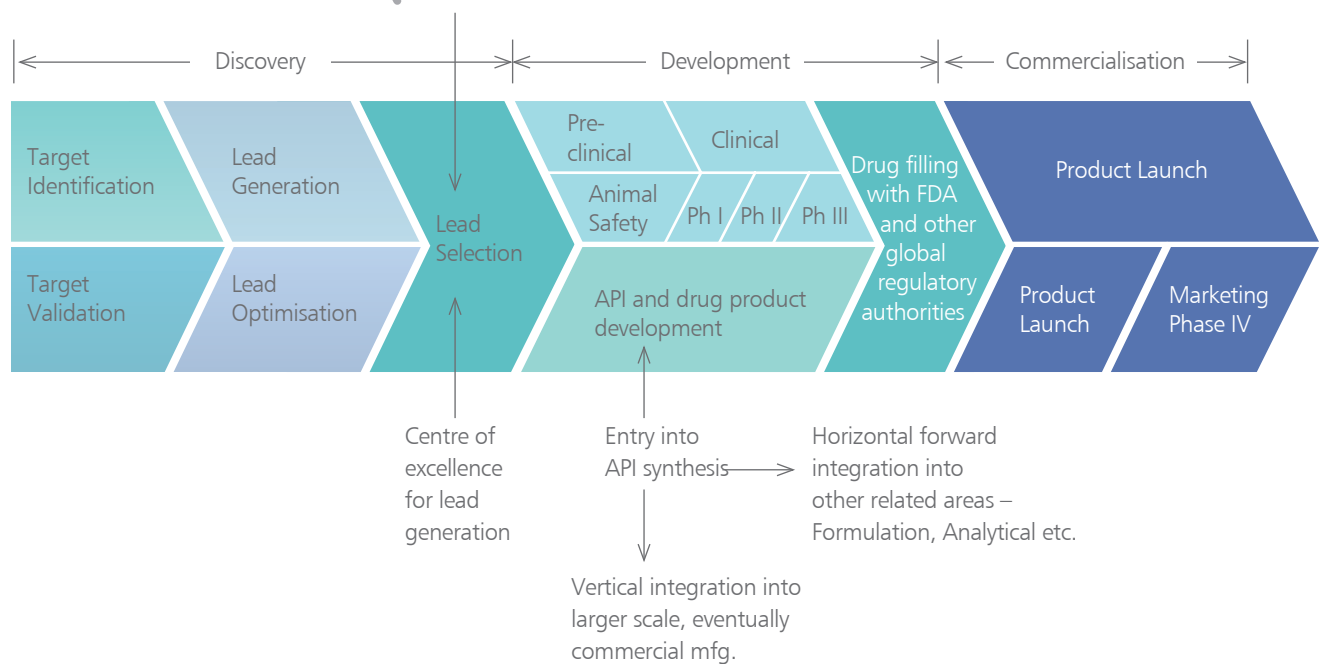 Discovery
Development
Commercialisation
Target
Identification
Lead
Generation
Target
Validation
Lead
Optimisation
Lead
Selection
Pre-
clinical
Clinical
Animal
Safety
Ph I
Ph II
Ph III
API and drug product
development
Drug filling
with FDA
and other
global
regulatory
authorities
Product Launch
Product
Launch
Marketing
Phase IV
Centre of
excellence
for lead
generation
Entry into
API synthesis
Horizontal forward
integration into
other related areas –
Formulation, Analytical etc.
Vertical integration into
larger scale, eventually
commercial mfg.